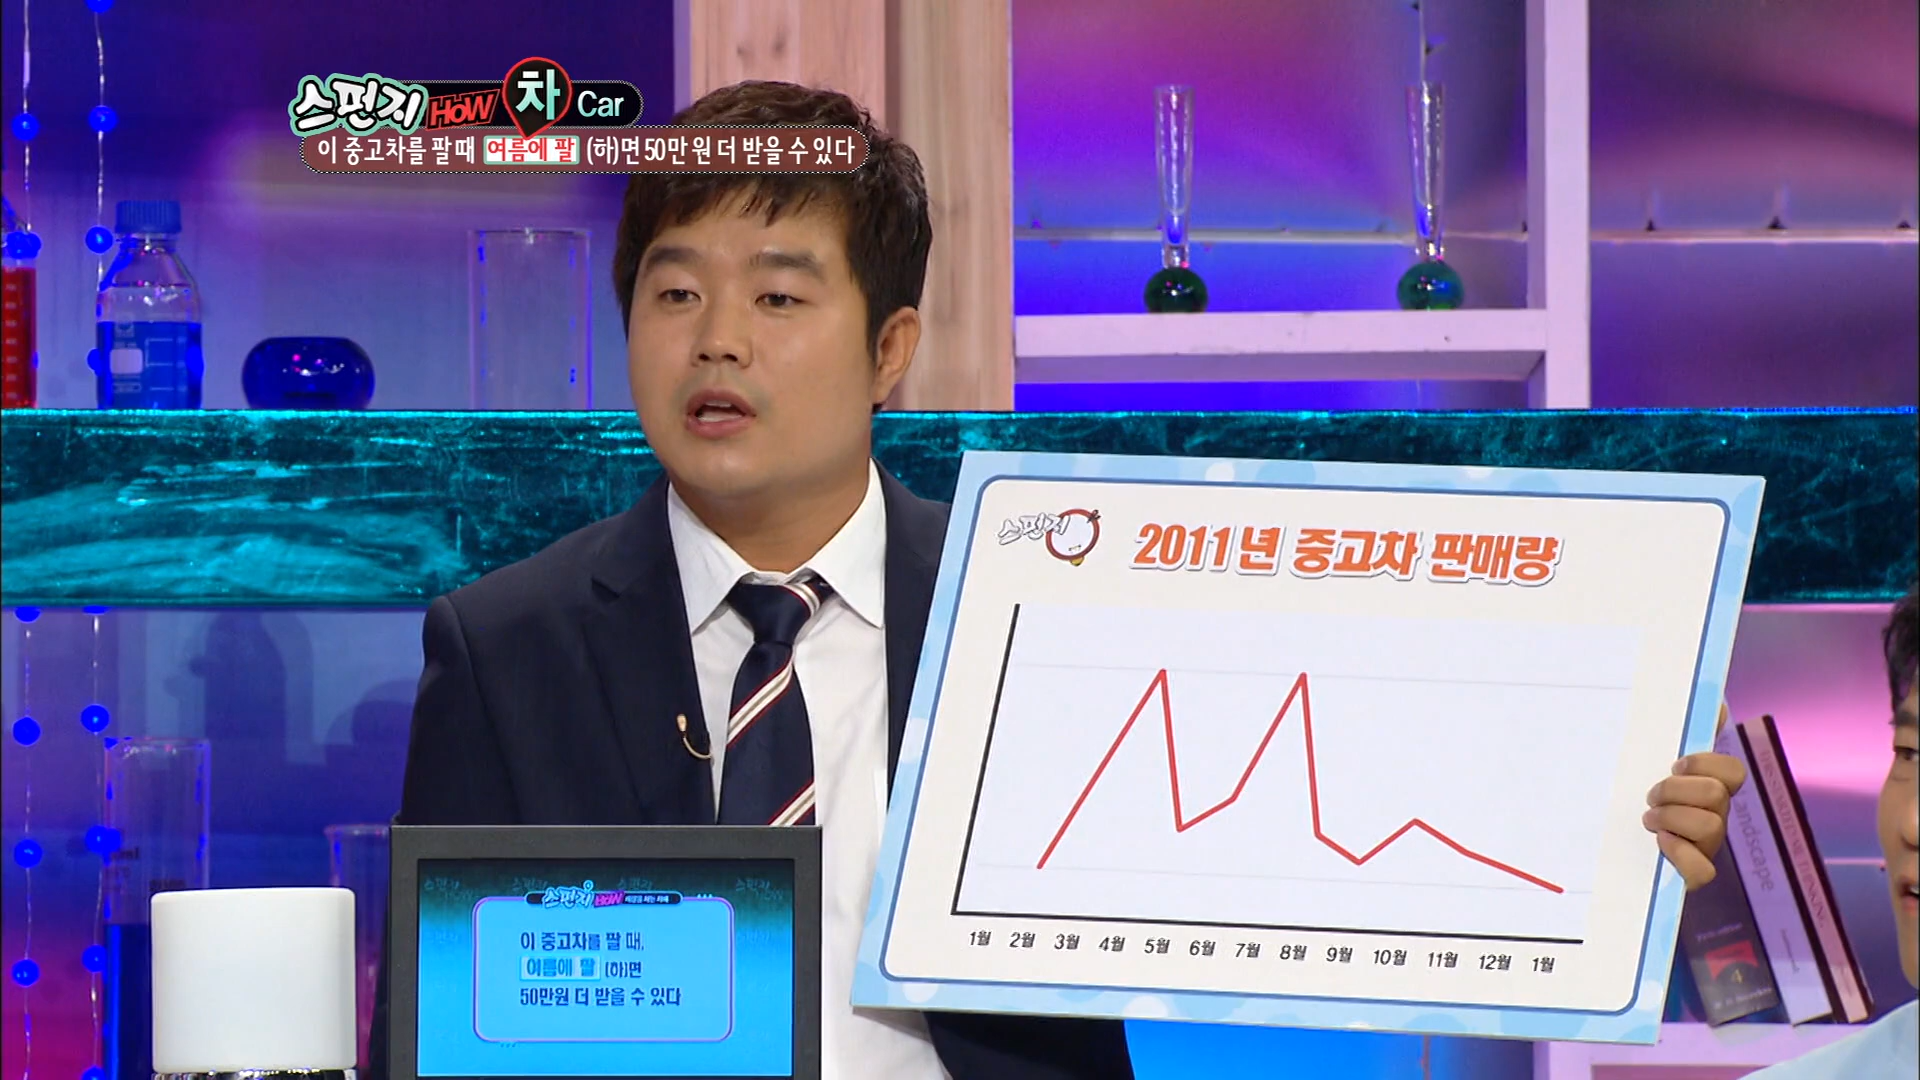 스펀지 HOW 차 Car
이 중고차를 팔 때 여름에 팔 (하)면 50만 원 더 받을 수 있다
스펀지
2011년 중고차 판매량
1월 2월 3월 4월 5월 6월 7월 8월 9월 10월 11월 12월 1월
스펀지 HOW
이 중고차를 팔 때,
여름에 팔 (하)면
50만원 더 받을 수 있다
landscape
4